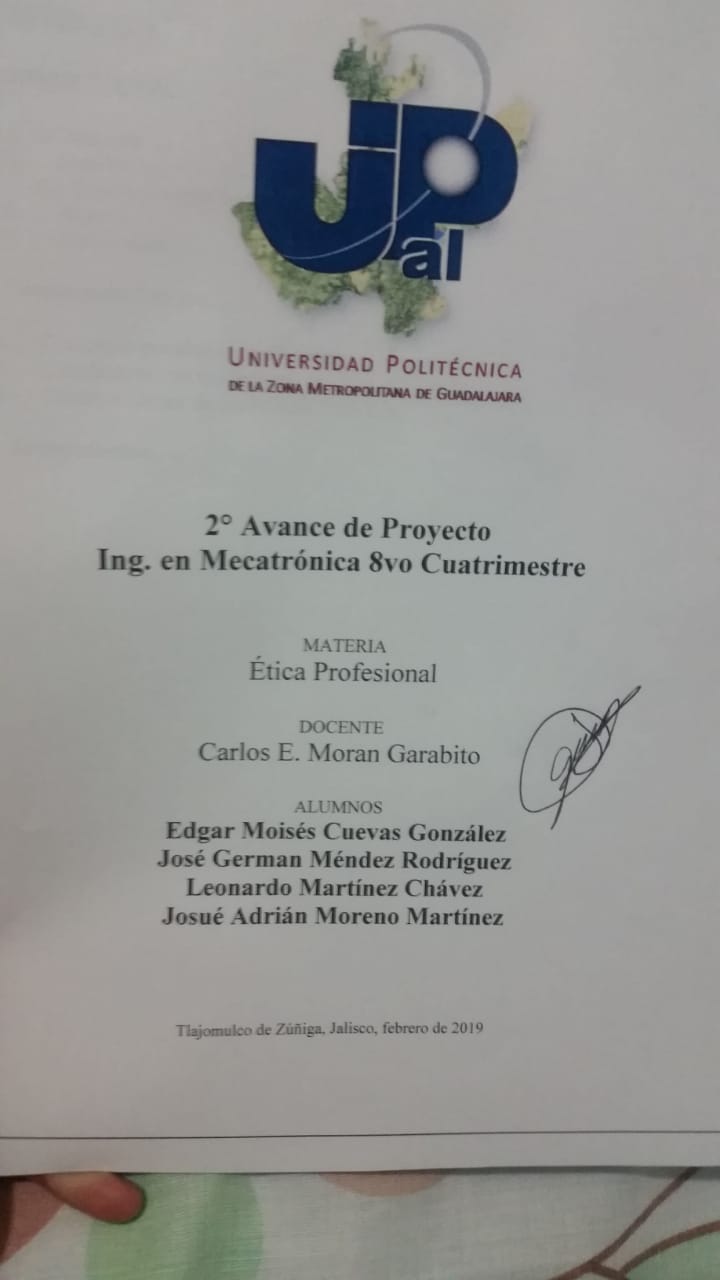 UPal
UNIVERSIDAD POLITÉCNICA
DE LA ZONA METROPOLITANA DE GUADALAJARA
2° Avance de Proyecto
Ing. en Mecatrónica 8vo Cuatrimestre
MATERIA
Ética Profesional
DOCENTE
Carlos E. Moran Garabito
ALUMNOS
Edgar Moisés Cuevas González
José German Méndez Rodríguez
Leonardo Martínez Chávez
Josué Adrián Moreno Martínez
Tlajomulco de Zúñiga, Jalisco, febrero de 2019